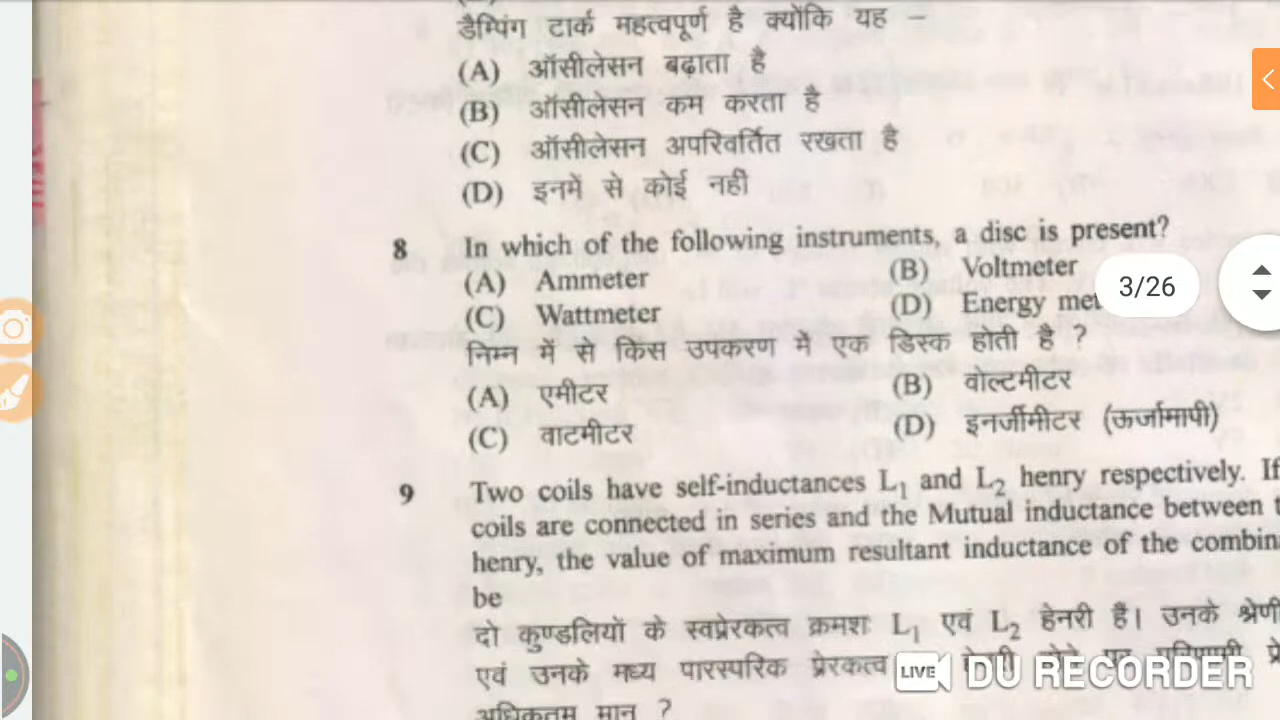 डैम्पिंग टार्क महत्वपूर्ण है क्योंकि यह –
(A) ऑसीलेसन बढ़ाता है
(B) ऑसीलेसन कम करता है
(C) ऑसीलेसन अपरिवर्तित रखता है
(D) इनमें से कोई नहीं
8 In which of the following instruments, a disc is present?
(A) Ammeter (B) Voltmeter
(C) Wattmeter (D) Energy met
3/26
निम्न में से किस उपकरण में एक डिस्क होती है ?
(A) एमीटर (B) वोल्टमीटर
(C) वाटमीटर (D) इनर्जीमीटर (ऊर्जामापी)
9 Two coils have self-inductances L₁ and L₂ henry respectively. If
coils are connected in series and the Mutual inductance between
henry, the value of maximum resultant inductance of the combin
be
दो कुण्डलियों के स्वप्रेरकत्व क्रमशः L₁ एवं L₂ हेनरी हैं। उनके श्रेणी
एवं उनके मध्य पारस्परिक प्रेरकत्व
अधिकतम मान ?
LIVE DU RECORDER